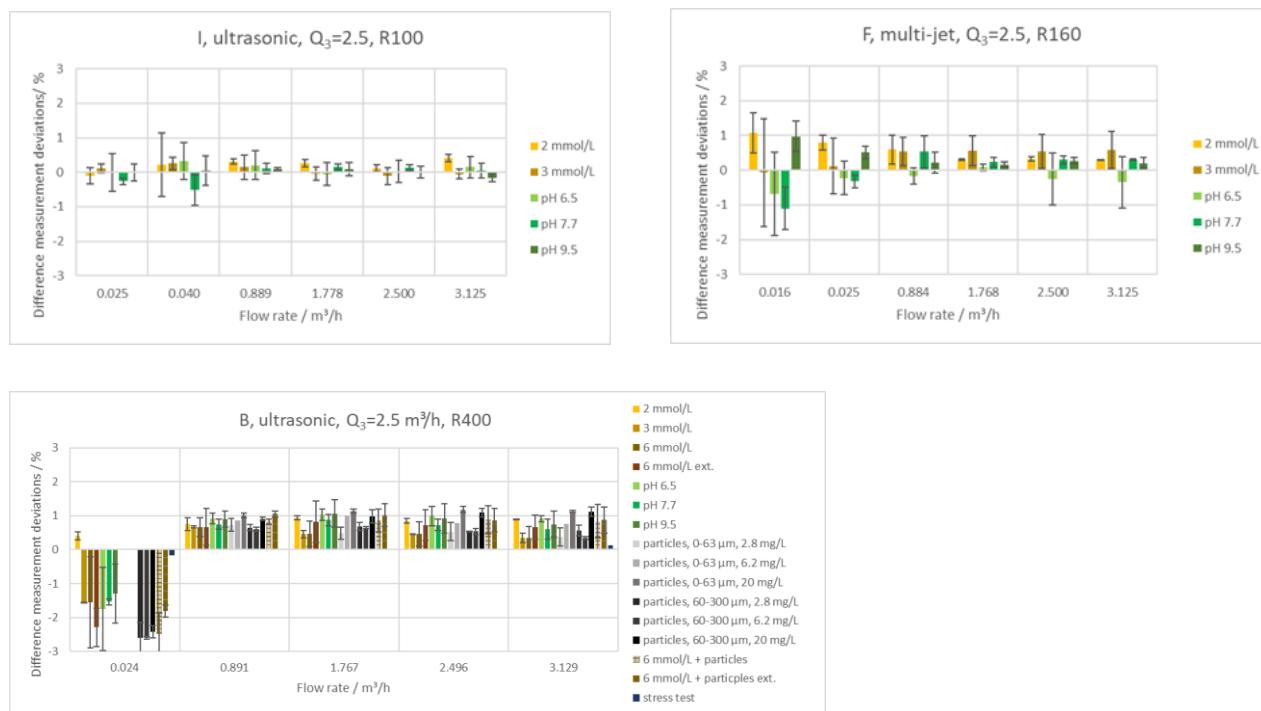 I, ultrasonic, Q₃=2.5, R100
Difference measurement deviations/ %
3
2
1
0
-1
-2
-3
0.025 0.040 0.889 1.778 2.500 3.125
Flow rate / m³/h
2 mmol/L
3 mmol/L
pH 6.5
pH 7.7
pH 9.5
F, multi-jet, Q₃=2.5, R160
Difference measurement deviations / %
3
2
1
0
-1
-2
-3
0.016 0.025 0.884 1.768 2.500 3.125
Flow rate / m³/h
2 mmol/L
3 mmol/L
pH 6.5
pH 7.7
pH 9.5
B, ultrasonic, Q₃=2.5 m³/h, R400
Difference measurement deviations / %
3
2
1
0
-1
-2
-3
0.024 0.891 1.767 2.496 3.129
Flow rate / m³/h
2 mmol/L
3 mmol/L
6 mmol/L
6 mmol/L ext.
pH 6.5
pH 7.7
pH 9.5
particles, 0-63 µm, 2.8 mg/L
particles, 0-63 µm, 6.2 mg/L
particles, 0-63 µm, 20 mg/L
particles, 60-300 µm, 2.8 mg/L
particles, 60-300 µm, 6.2 mg/L
particles, 60-300 µm, 20 mg/L
6 mmol/L + particles
6 mmol/L + particples ext.
stress test